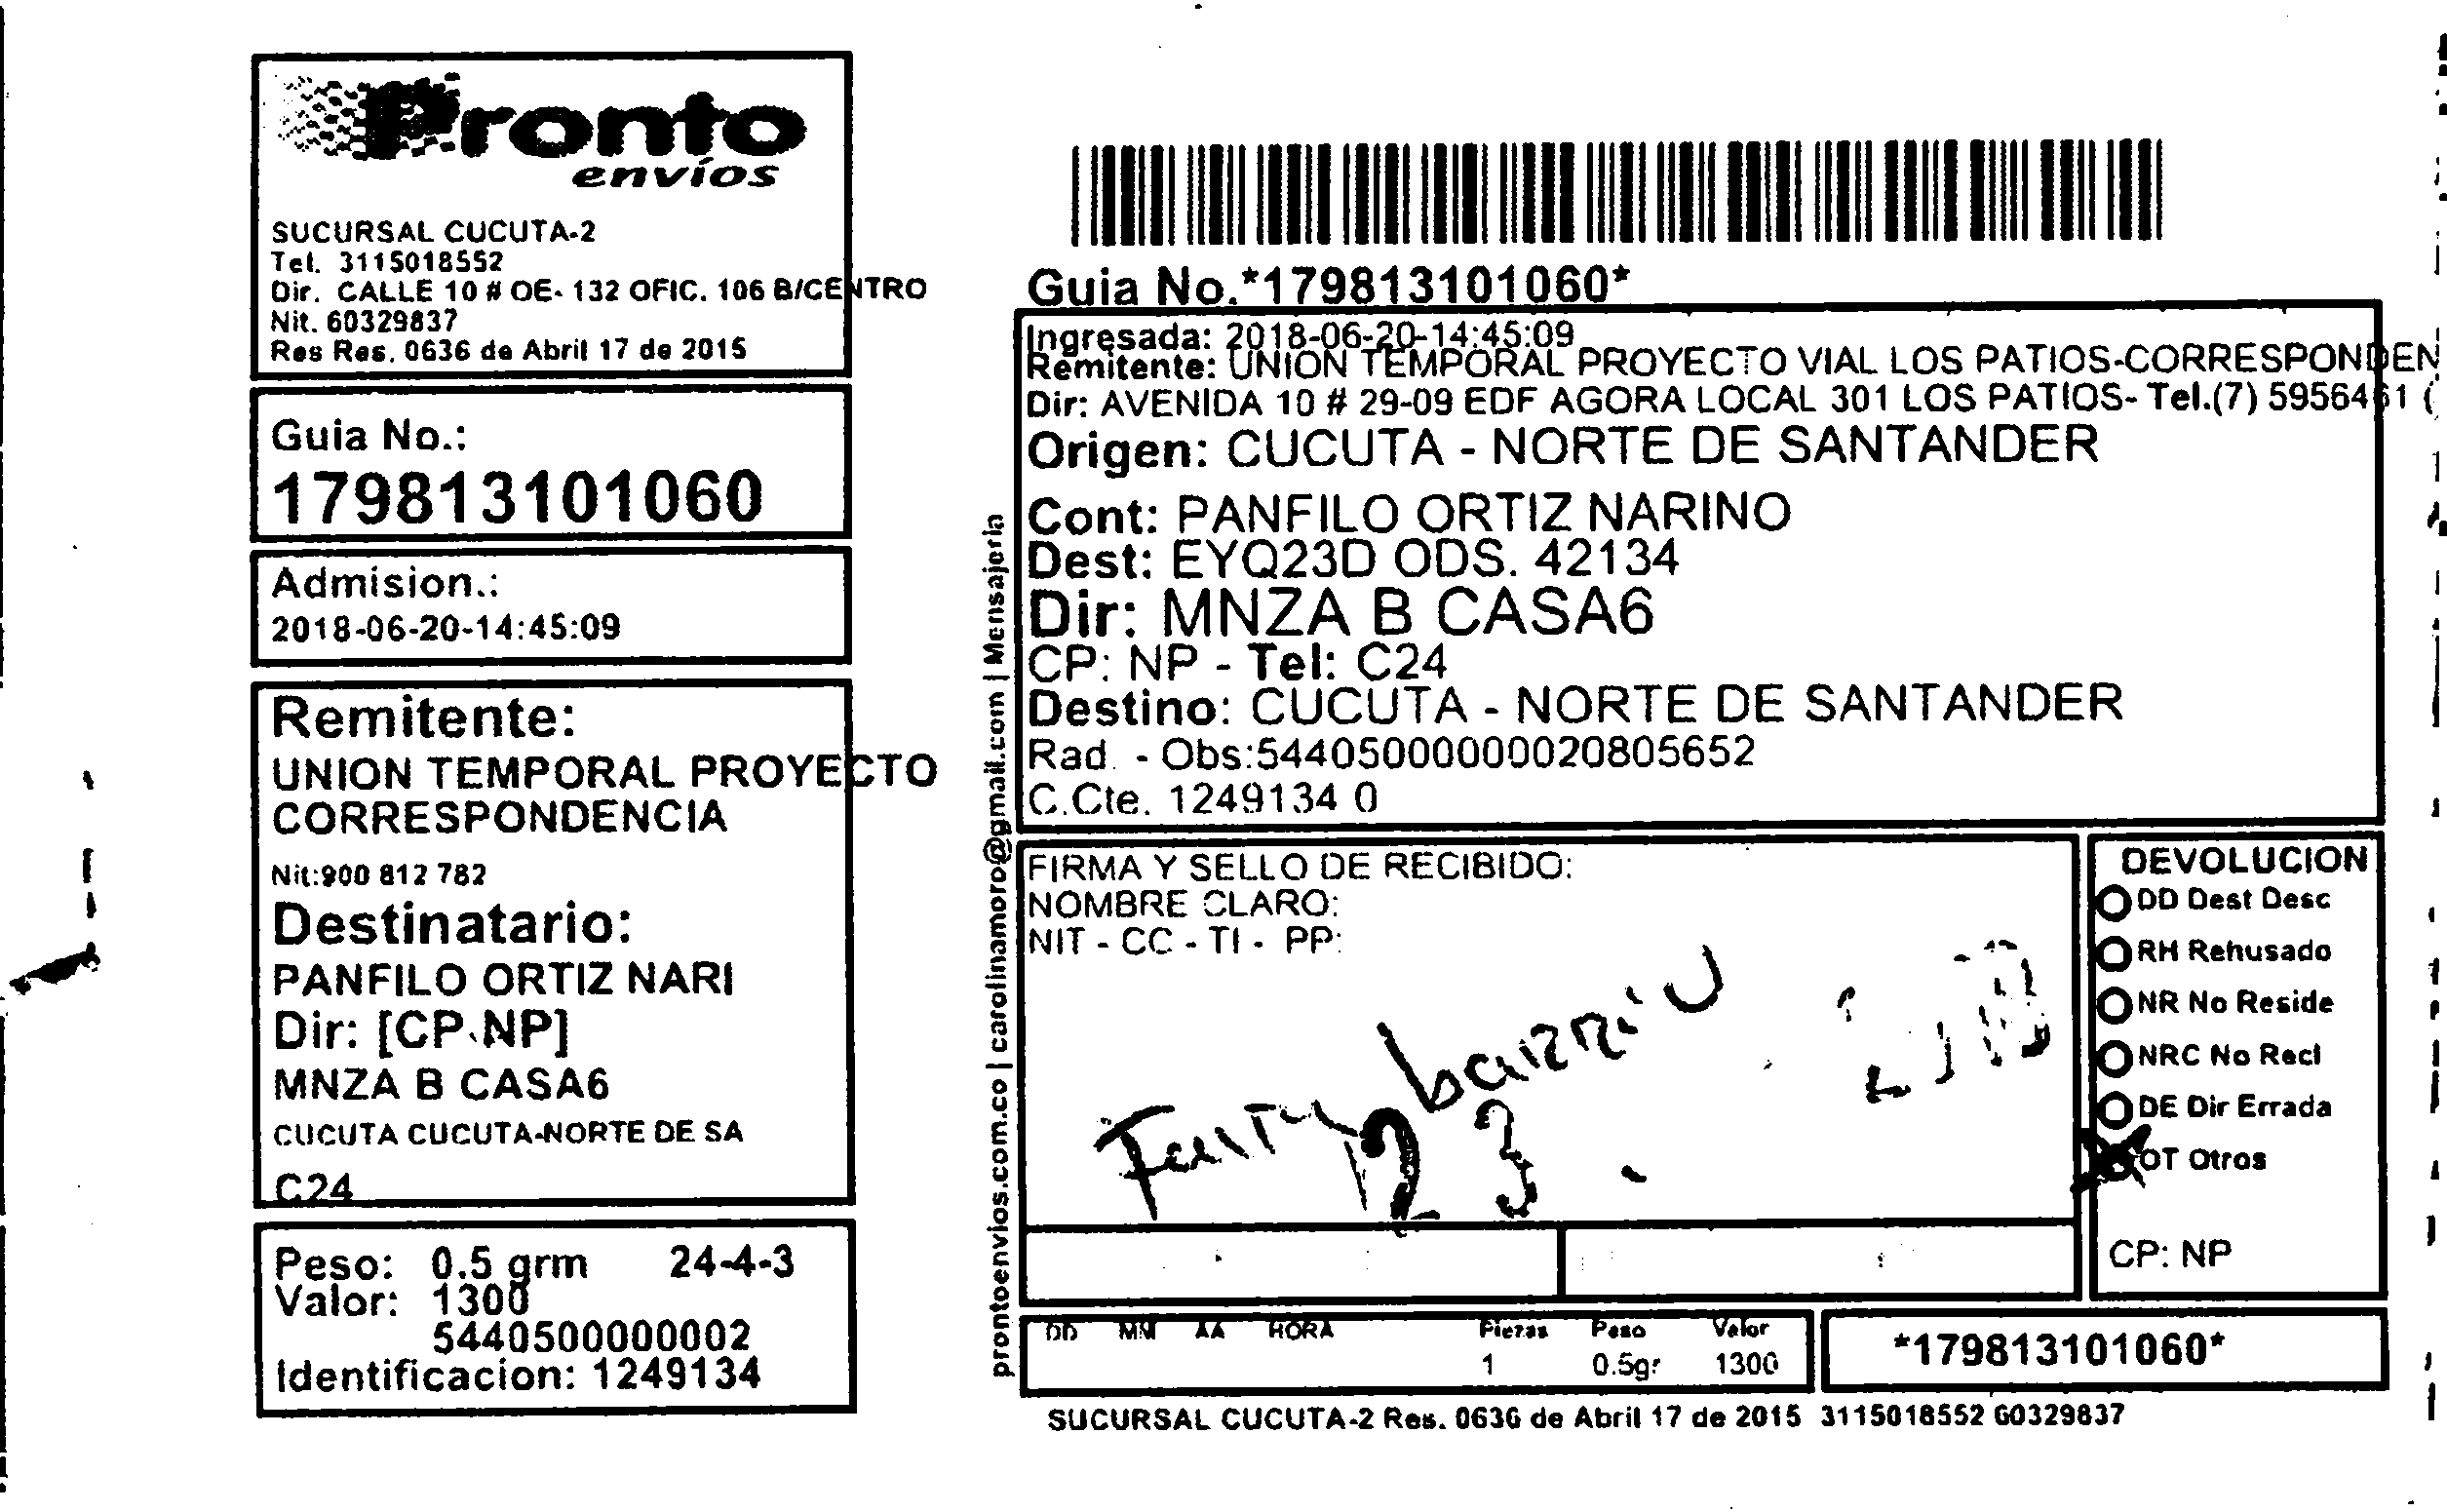 Pronto
envíos
SUCURSAL CUCUTA-2
Tel. 3115018552
Dir. CALLE 10 # OE- 132 OFIC. 106 B/CENTRO
Nit. 60329837
Res Res. 0636 de Abril 17 de 2015
Guia No.:
179813101060
Admision.:
2018-06-20-14:45:09
Remitente:
UNION TEMPORAL PROYECTO
CORRESPONDENCIA
Nit:900 812 782
Destinatario:
PANFILO ORTIZ NARI
Dir: [CP.NP]
MNZA B CASA6
CUCUTA CUCUTA-NORTE DE SA
C24
Peso: 0.5 grm 24-4-3
Valor: 1300
5440500000002
Identificacion: 1249134
prontoenvios.com.co | carolinamoro@gmail.com | Mensajeria
Guia No.*179813101060*
Ingresada: 2018-06-20-14:45:09
Remitente: UNION TEMPORAL PROYECTO VIAL LOS PATIOS-CORRESPONDEN
Dir: AVENIDA 10 # 29-09 EDF AGORA LOCAL 301 LOS PATIOS- Tel.(7) 5956461 (
Origen: CUCUTA - NORTE DE SANTANDER
Cont: PANFILO ORTIZ NARINO
Dest: EYQ23D ODS. 42134
Dir: MNZA B CASA6
CP: NP - Tel: C24
Destino: CUCUTA - NORTE DE SANTANDER
Rad. - Obs:544050000000020805652
C.Cte. 1249134 0
FIRMA Y SELLO DE RECIBIDO:
NOMBRE CLARO:
NIT - CC - TI - PP:
barrio
23
DEVOLUCION
DD Dest Desc
RH Rehusado
NR No Reside
NRC No Recl
DE Dir Errada
OT Otros
CP: NP
DD MM AA HORA Piezas Peso Valor
1 0.5gr 1300
*179813101060*
SUCURSAL CUCUTA-2 Res. 0636 de Abril 17 de 2015 3115018552 60329837